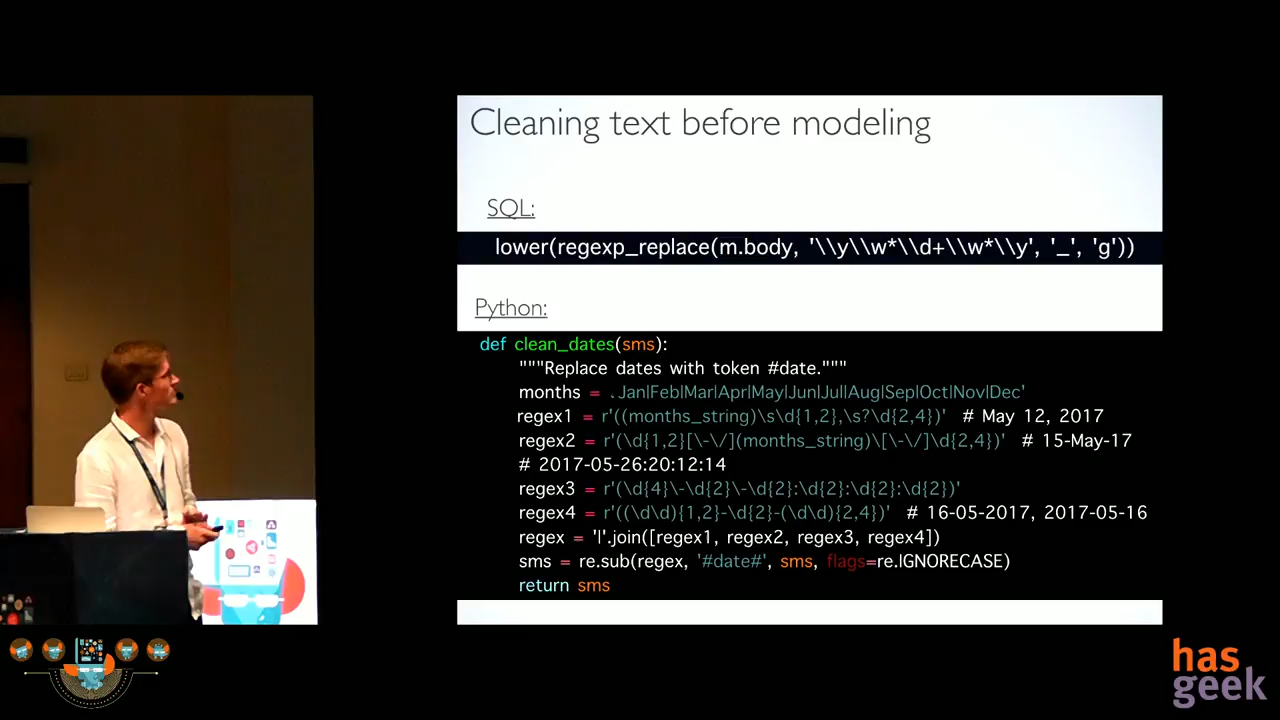 Cleaning text before modeling
SQL:
lower(regexp_replace(m.body, '\\y\\w*\\d+\\w*\\y', '_', 'g'))
Python:
def clean_dates(sms):
"""Replace dates with token #date."""
months = .Jan|Feb|Mar|Apr|May|Jun|Jul|Aug|Sep|Oct|Nov|Dec'
regex1 = r'((months_string)\s\d{1,2},\s?\d{2,4})' # May 12, 2017
regex2 = r'(\d{1,2}[\-\/](months_string)\[\-\/]\d{2,4})' # 15-May-17
# 2017-05-26:20:12:14
regex3 = r'(\d{4}\-\d{2}\-\d{2}:\d{2}:\d{2}:\d{2})'
regex4 = r'((\d\d){1,2}-\d{2}-(\d\d){2,4})' # 16-05-2017, 2017-05-16
regex = '|'.join([regex1, regex2, regex3, regex4])
sms = re.sub(regex, '#date#', sms, flags=re.IGNORECASE)
return sms
has
geek